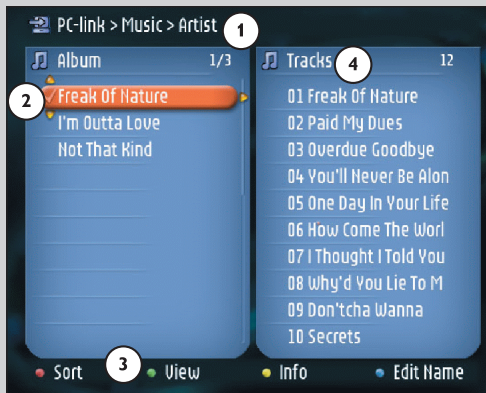 PC-link > Music > Artist
1
Album 1/3
2
Freak Of Nature
I'm Outta Love
Not That Kind
Tracks 12
4
01 Freak Of Nature
02 Paid My Dues
03 Overdue Goodbye
04 You'll Never Be Alon
05 One Day In Your Life
06 How Come The Worl
07 I Thought I Told You
08 Why'd You Lie To M
09 Don'tcha Wanna
10 Secrets
3
Sort View Info Edit Name